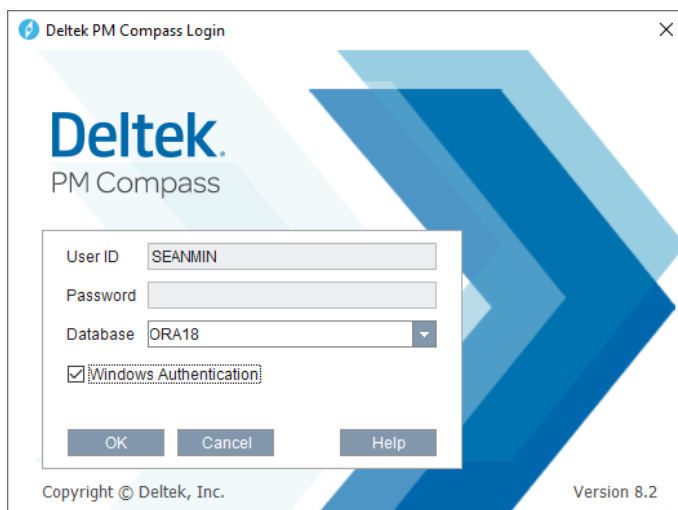 Deltek PM Compass Login
Deltek.
PM Compass
User ID SEANMIN
Password
Database ORA18
Windows Authentication
OK Cancel Help
Copyright © Deltek, Inc. Version 8.2